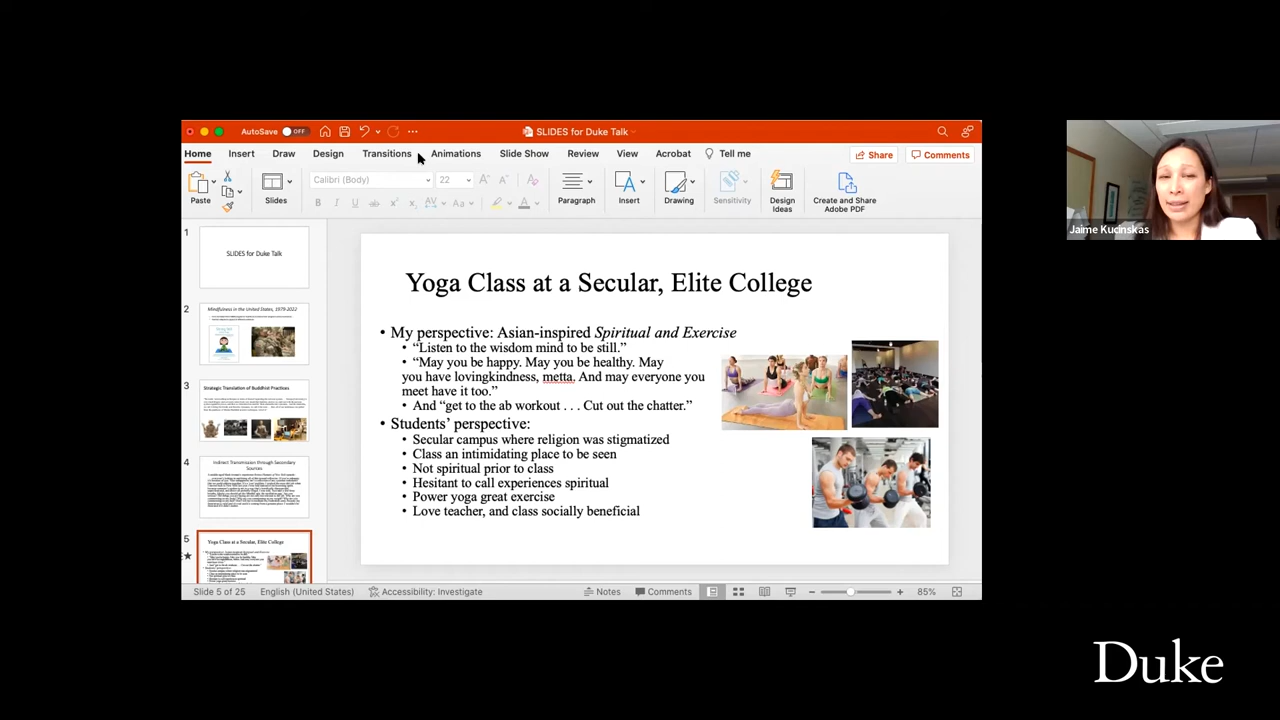 AutoSave OFF
SLIDES for Duke Talk
Home Insert Draw Design Transitions Animations Slide Show Review View Acrobat Tell me Share Comments
Calibri (Body) 22
Paste Slides Paragraph Insert Drawing Sensitivity Design Ideas Create and Share Adobe PDF
1
SLIDES for Duke Talk
2
Mindfulness in the United States, 1979-2022
3
Strategic Translation of Buddhist Practices
4
Indirect Transmission through Secondary
Sources
5
Yoga Class at a Secular, Elite College
Yoga Class at a Secular, Elite College
• My perspective: Asian-inspired Spiritual and Exercise
• “Listen to the wisdom mind to be still.”
• “May you be happy. May you be healthy. May
you have lovingkindness, metta. And may everyone you
meet have it too.”
• And “get to the ab workout . . . Cut out the chatter.”
• Students’ perspective:
• Secular campus where religion was stigmatized
• Class an intimidating place to be seen
• Not spiritual prior to class
• Hesitant to call experiences spiritual
• Power yoga great exercise
• Love teacher, and class socially beneficial
Slide 5 of 25 English (United States) Accessibility: Investigate Notes Comments 85%
Jaime Kucinskas
Duke